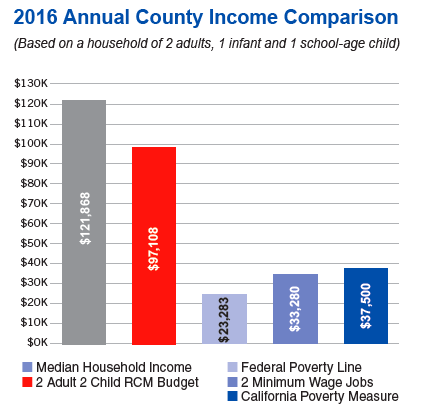 2016 Annual County Income Comparison
(Based on a household of 2 adults, 1 infant and 1 school-age child)
$130K
$120K
$110K
$100K
$90K
$80K
$70K
$60K
$50K
$40K
$30K
$20K
$10K
$0K
$121,868
$97,108
$23,283
$33,280
$37,500
Median Household Income
2 Adult 2 Child RCM Budget
Federal Poverty Line
2 Minimum Wage Jobs
California Poverty Measure